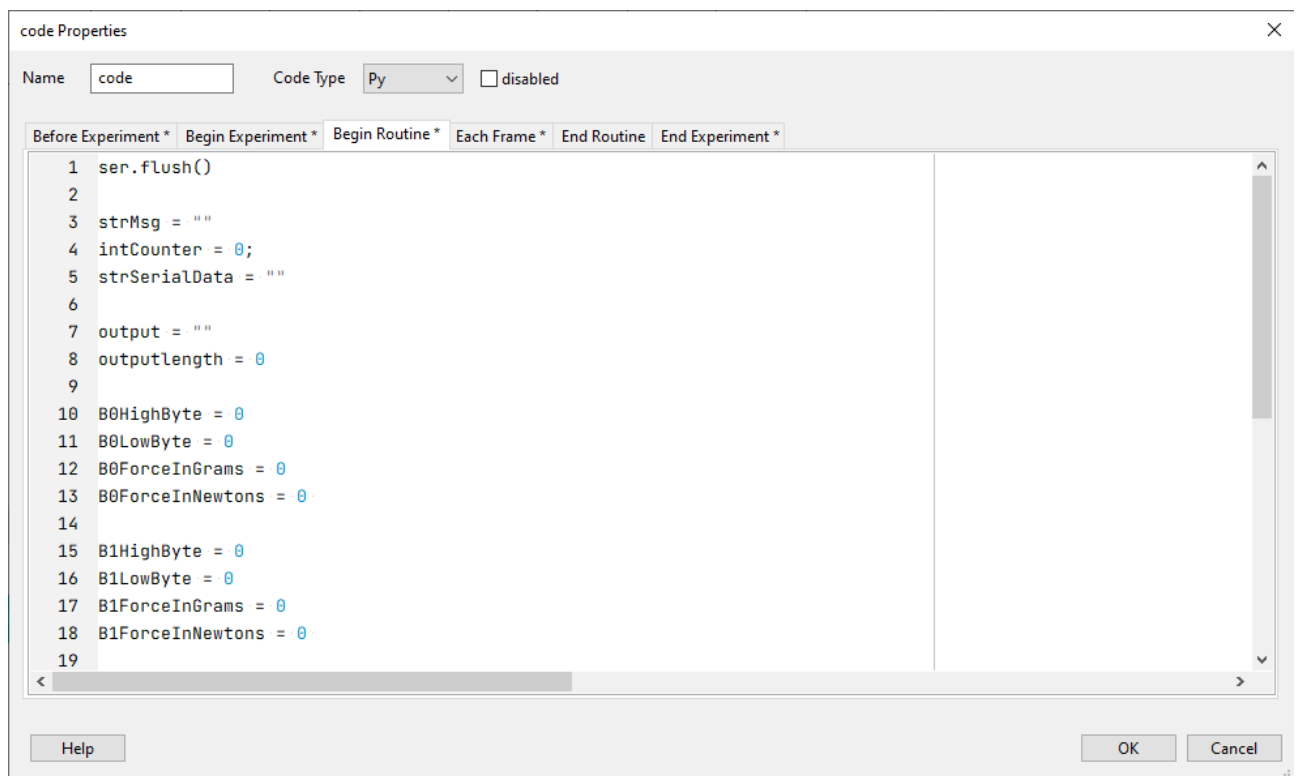 code Properties
Name code Code Type Py disabled
Before Experiment * Begin Experiment * Begin Routine * Each Frame * End Routine End Experiment *
1 ser.flush()
2
3 strMsg = ""
4 intCounter = 0;
5 strSerialData = ""
6
7 output = ""
8 outputlength = 0
9
10 B0HighByte = 0
11 B0LowByte = 0
12 B0ForceInGrams = 0
13 B0ForceInNewtons = 0
14
15 B1HighByte = 0
16 B1LowByte = 0
17 B1ForceInGrams = 0
18 B1ForceInNewtons = 0
19
Help OK Cancel